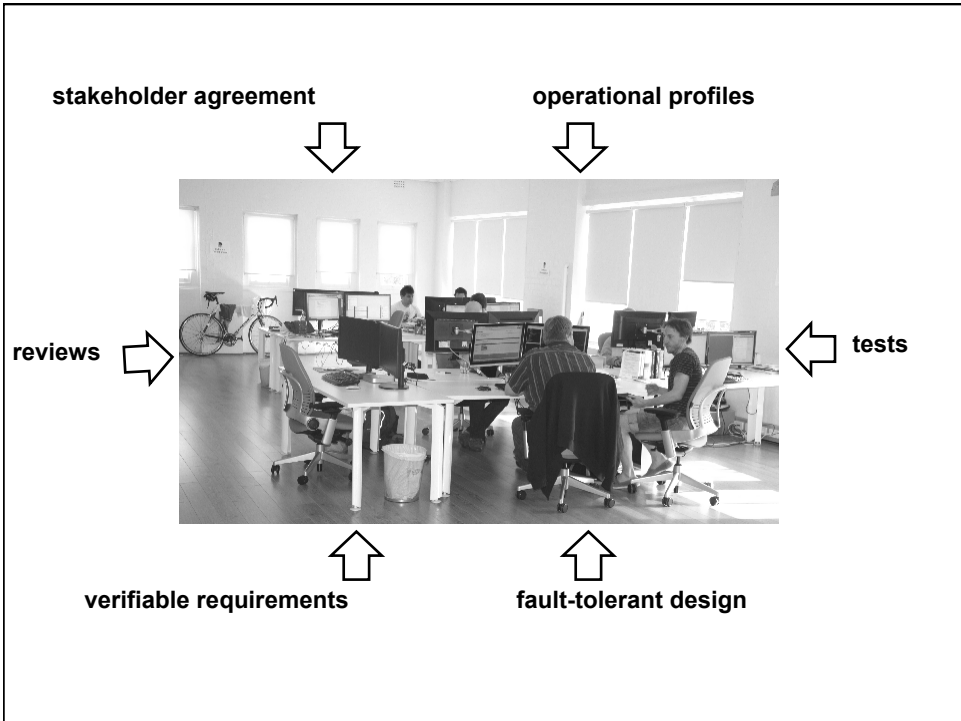 stakeholder agreement
operational profiles
reviews
tests
verifiable requirements
fault-tolerant design